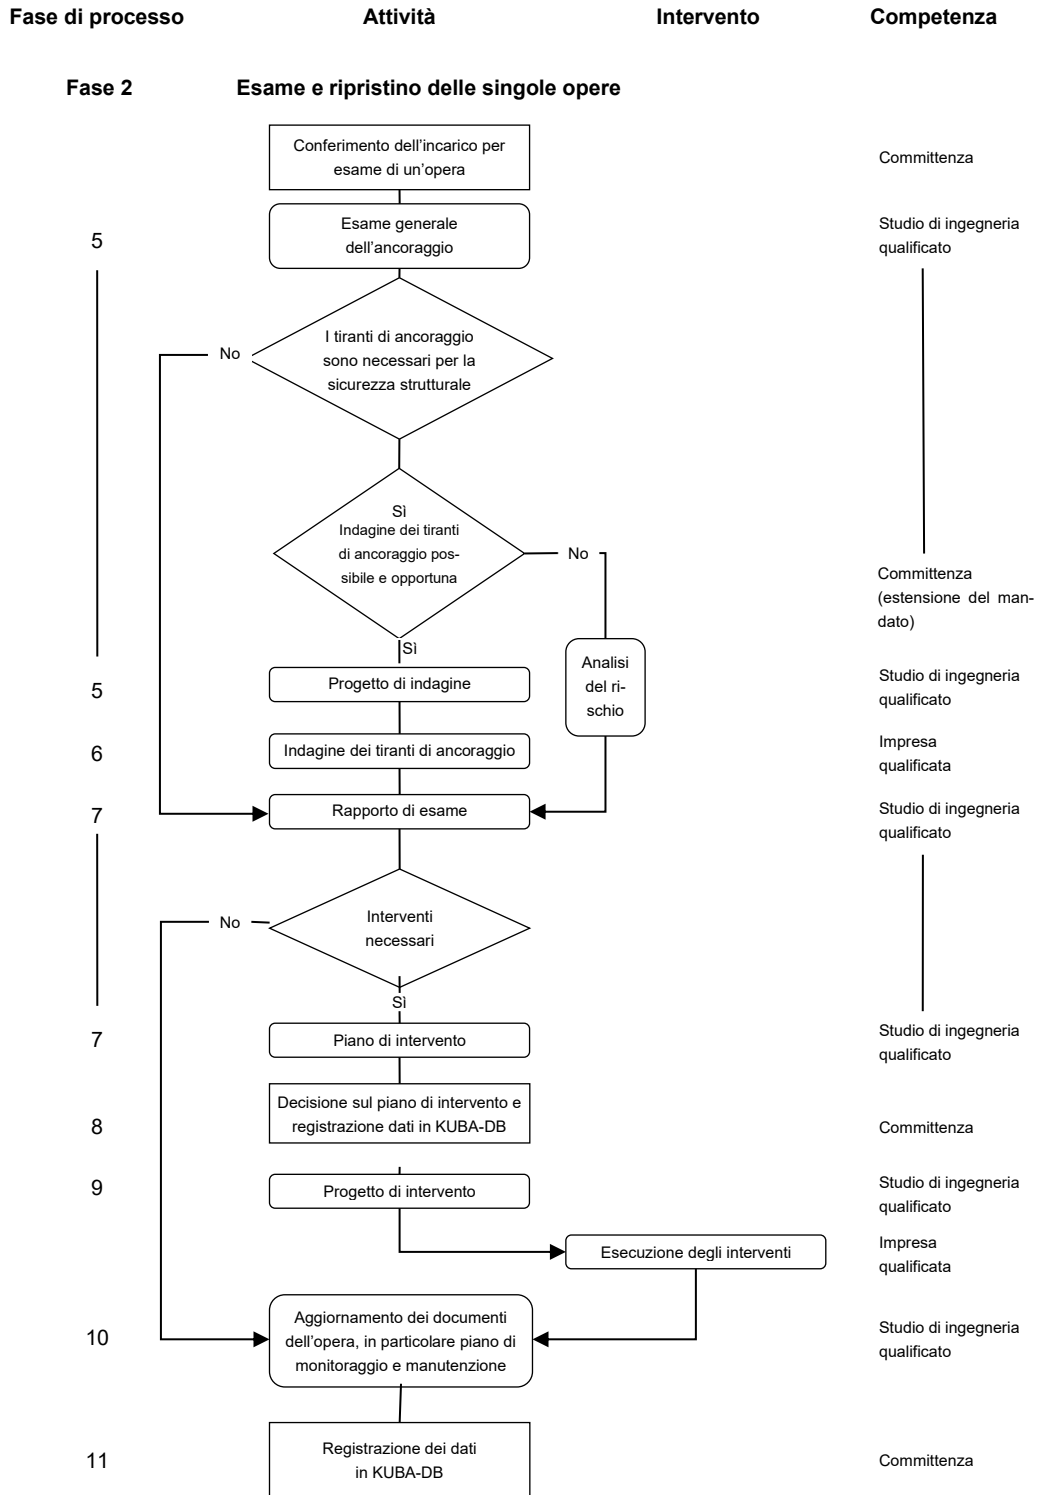 Fase di processo Attività Intervento Competenza
Fase 2 Esame e ripristino delle singole opere
Conferimento dell'incarico per
esame di un'opera
Committenza
5
Esame generale
dell'ancoraggio
Studio di ingegneria
qualificato
No
I tiranti di ancoraggio
sono necessari per la
sicurezza strutturale
Sì
Indagine dei tiranti
di ancoraggio pos-
sibile e opportuna
No
Committenza
(estensione del man-
dato)
Sì
Analisi
del ri-
schio
5
Progetto di indagine
Studio di ingegneria
qualificato
6
Indagine dei tiranti di ancoraggio
Impresa
qualificata
7
Rapporto di esame
Studio di ingegneria
qualificato
No
Interventi
necessari
Sì
7
Piano di intervento
Studio di ingegneria
qualificato
8
Decisione sul piano di intervento e
registrazione dati in KUBA-DB
Committenza
9
Progetto di intervento
Studio di ingegneria
qualificato
Esecuzione degli interventi
Impresa
qualificata
10
Aggiornamento dei documenti
dell'opera, in particolare piano di
monitoraggio e manutenzione
Studio di ingegneria
qualificato
11
Registrazione dei dati
in KUBA-DB
Committenza